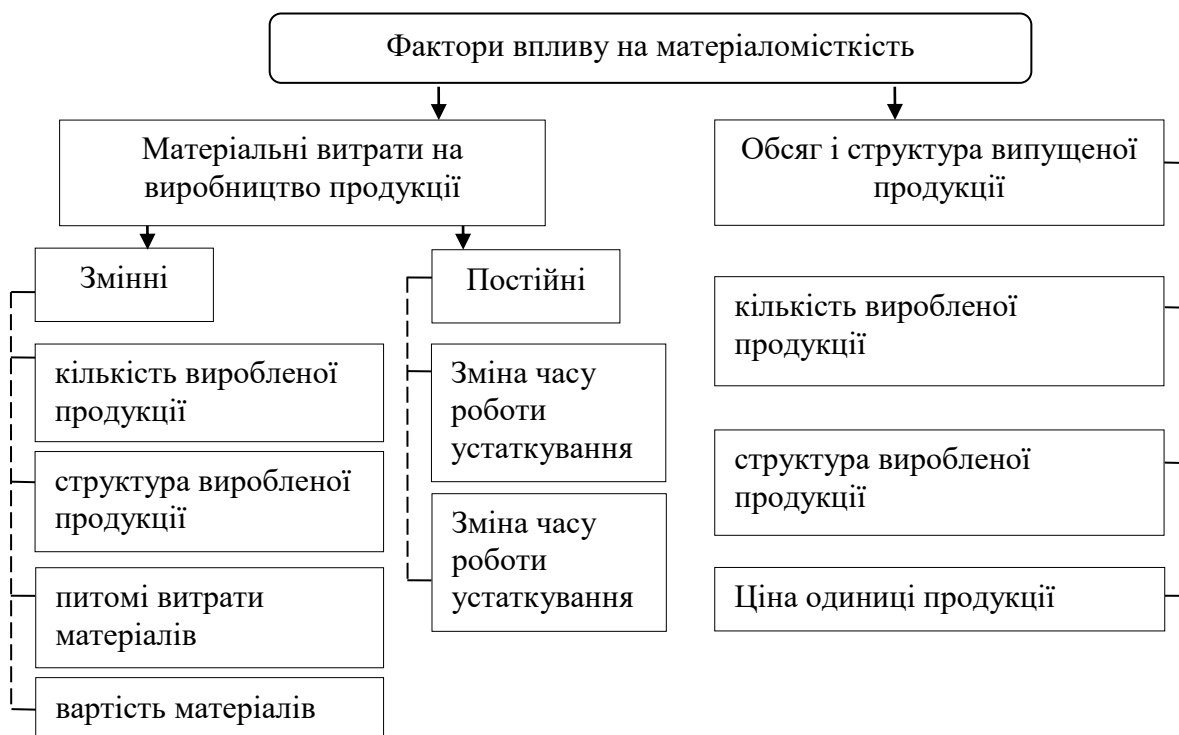 Фактори впливу на матеріаломісткість
Матеріальні витрати на
виробництво продукції
Обсяг і структура випущеної
продукції
Змінні
Постійні
кількість виробленої
продукції
структура виробленої
продукції
питомі витрати
матеріалів
вартість матеріалів
Зміна часу
роботи
устаткування
Зміна часу
роботи
устаткування
кількість виробленої
продукції
структура виробленої
продукції
Ціна одиниці продукції